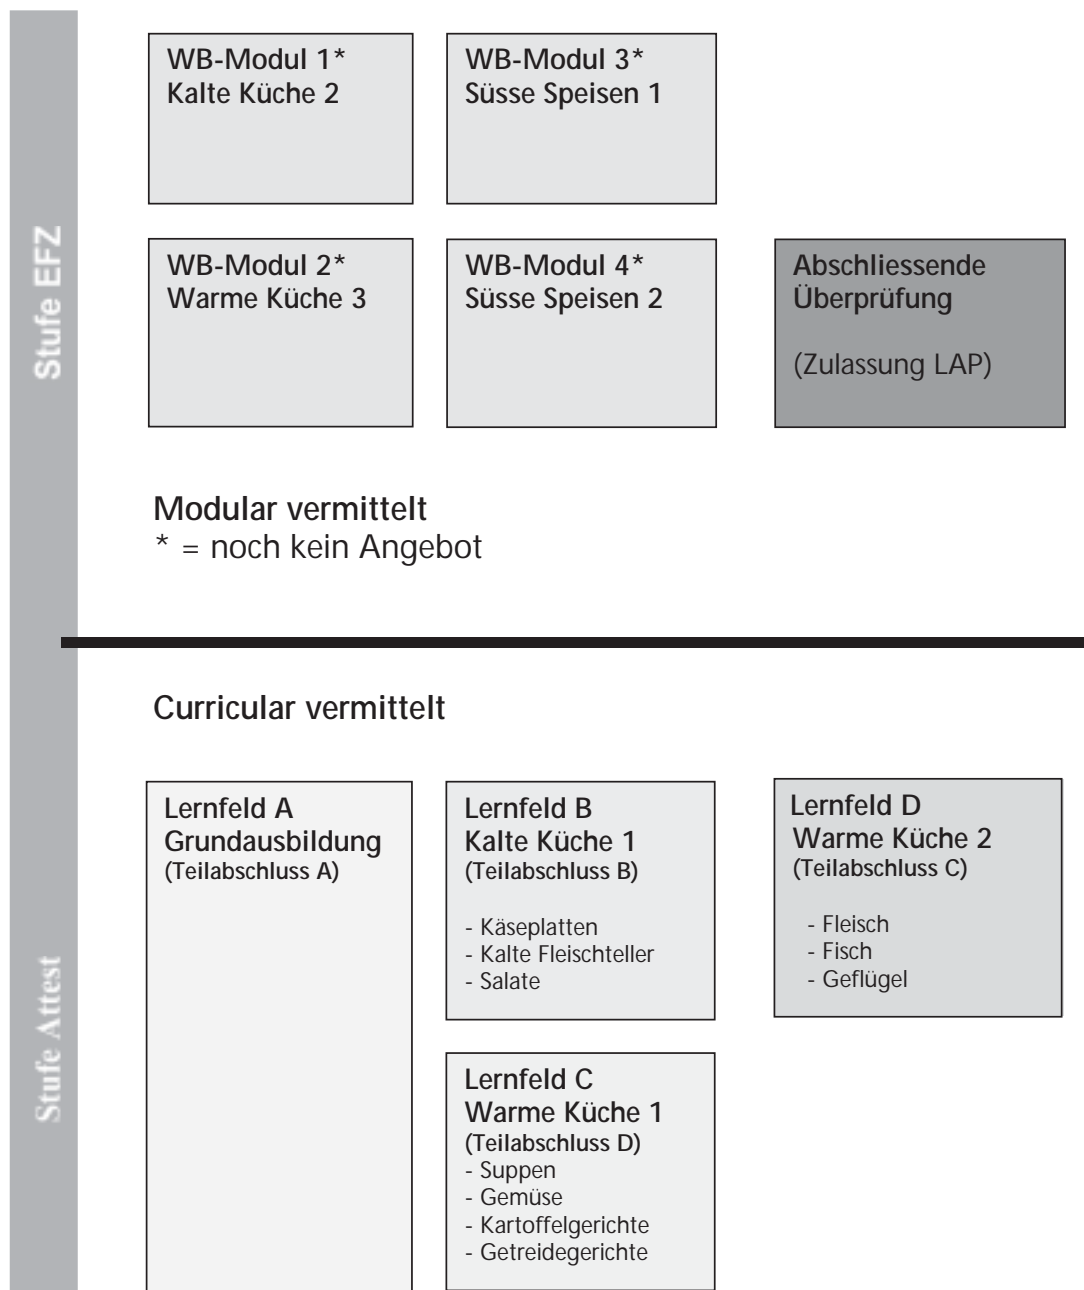 Stufe EFZ
WB-Modul 1*
Kalte Küche 2
WB-Modul 3*
Süsse Speisen 1
WB-Modul 2*
Warme Küche 3
WB-Modul 4*
Süsse Speisen 2
Abschliessende
Überprüfung
(Zulassung LAP)
Modular vermittelt
* = noch kein Angebot
Stufe Attest
Curricular vermittelt
Lernfeld A
Grundausbildung
(Teilabschluss A)
Lernfeld B
Kalte Küche 1
(Teilabschluss B)
- Käseplatten
- Kalte Fleischteller
- Salate
Lernfeld D
Warme Küche 2
(Teilabschluss C)
- Fleisch
- Fisch
- Geflügel
Lernfeld C
Warme Küche 1
(Teilabschluss D)
- Suppen
- Gemüse
- Kartoffelgerichte
- Getreidegerichte